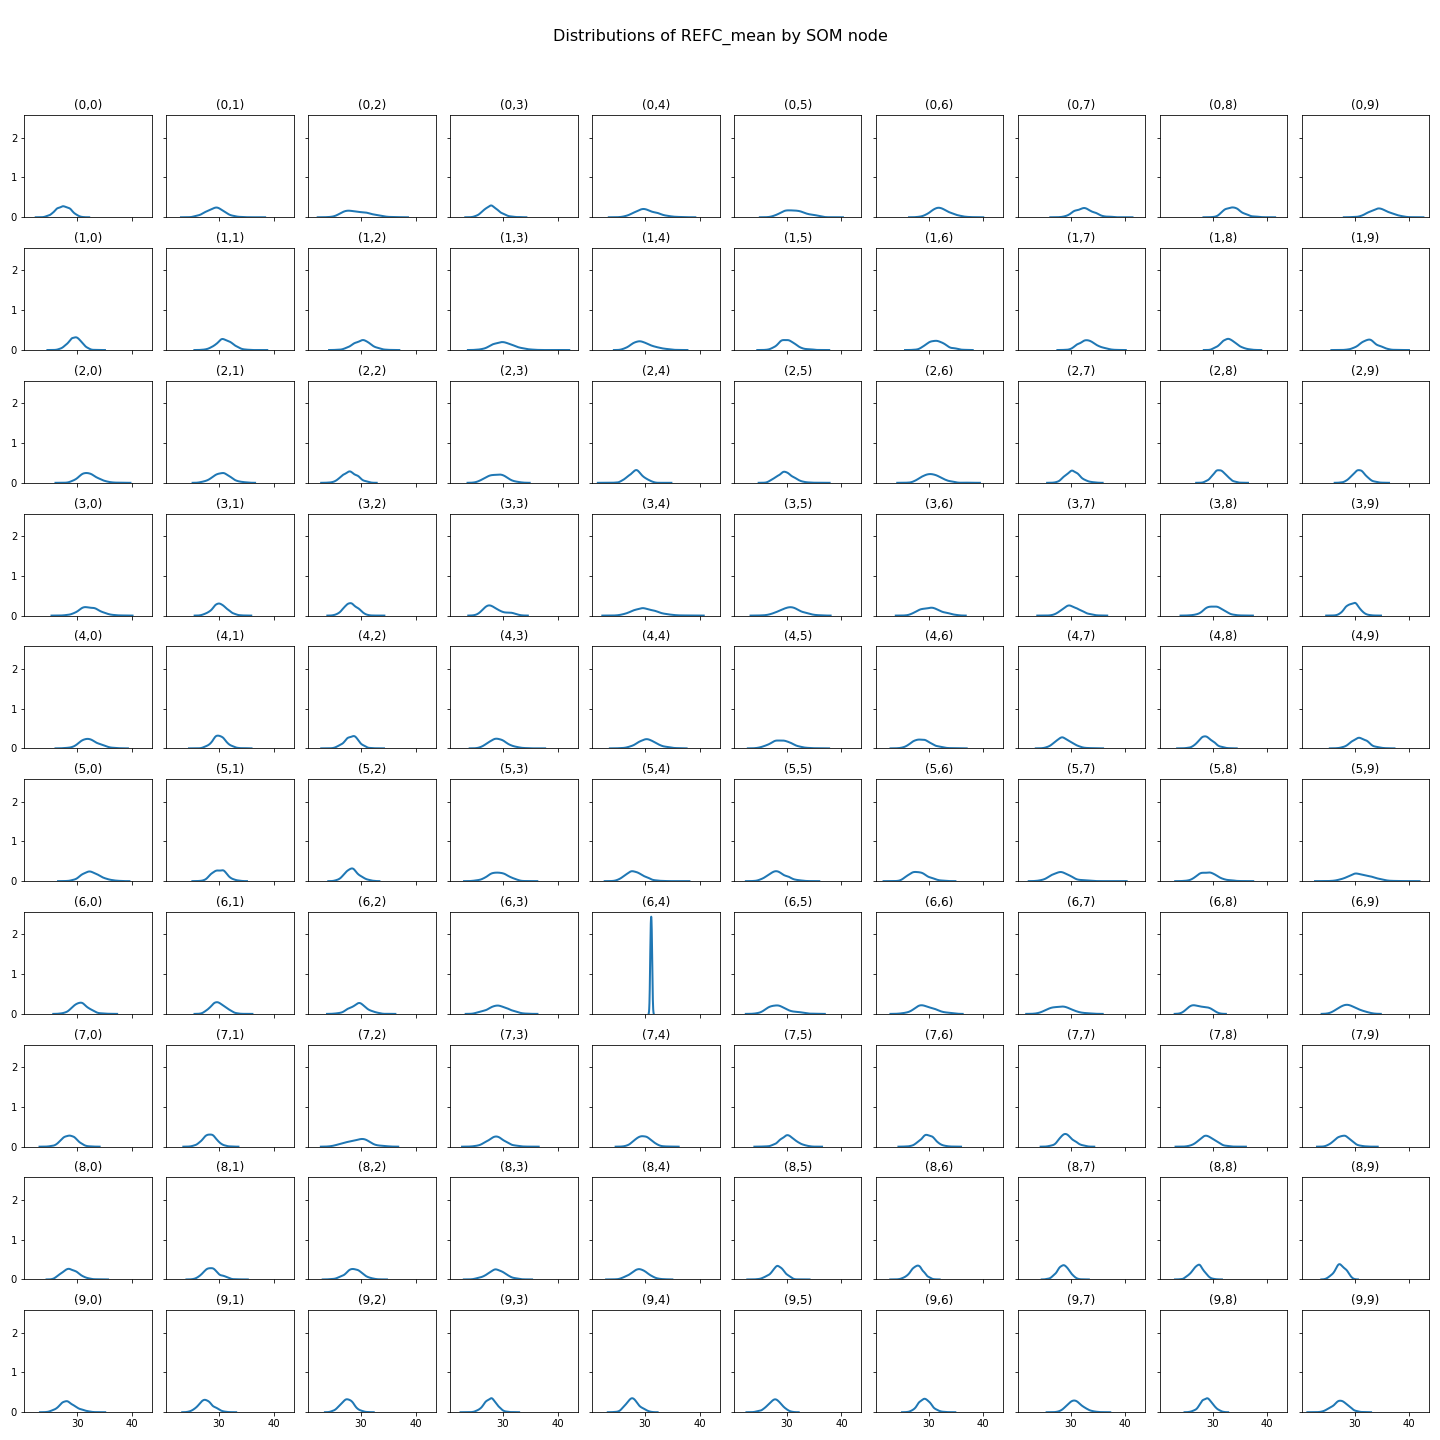 Distributions of REFC_mean by SOM node
(0,0) (0,1) (0,2) (0,3) (0,4) (0,5) (0,6) (0,7) (0,8) (0,9)
2
1
0
(1,0) (1,1) (1,2) (1,3) (1,4) (1,5) (1,6) (1,7) (1,8) (1,9)
2
1
0
(2,0) (2,1) (2,2) (2,3) (2,4) (2,5) (2,6) (2,7) (2,8) (2,9)
2
1
0
(3,0) (3,1) (3,2) (3,3) (3,4) (3,5) (3,6) (3,7) (3,8) (3,9)
2
1
0
(4,0) (4,1) (4,2) (4,3) (4,4) (4,5) (4,6) (4,7) (4,8) (4,9)
2
1
0
(5,0) (5,1) (5,2) (5,3) (5,4) (5,5) (5,6) (5,7) (5,8) (5,9)
2
1
0
(6,0) (6,1) (6,2) (6,3) (6,4) (6,5) (6,6) (6,7) (6,8) (6,9)
2
1
0
(7,0) (7,1) (7,2) (7,3) (7,4) (7,5) (7,6) (7,7) (7,8) (7,9)
2
1
0
(8,0) (8,1) (8,2) (8,3) (8,4) (8,5) (8,6) (8,7) (8,8) (8,9)
2
1
0
(9,0) (9,1) (9,2) (9,3) (9,4) (9,5) (9,6) (9,7) (9,8) (9,9)
2
1
0
30 40 30 40 30 40 30 40 30 40 30 40 30 40 30 40 30 40 30 40